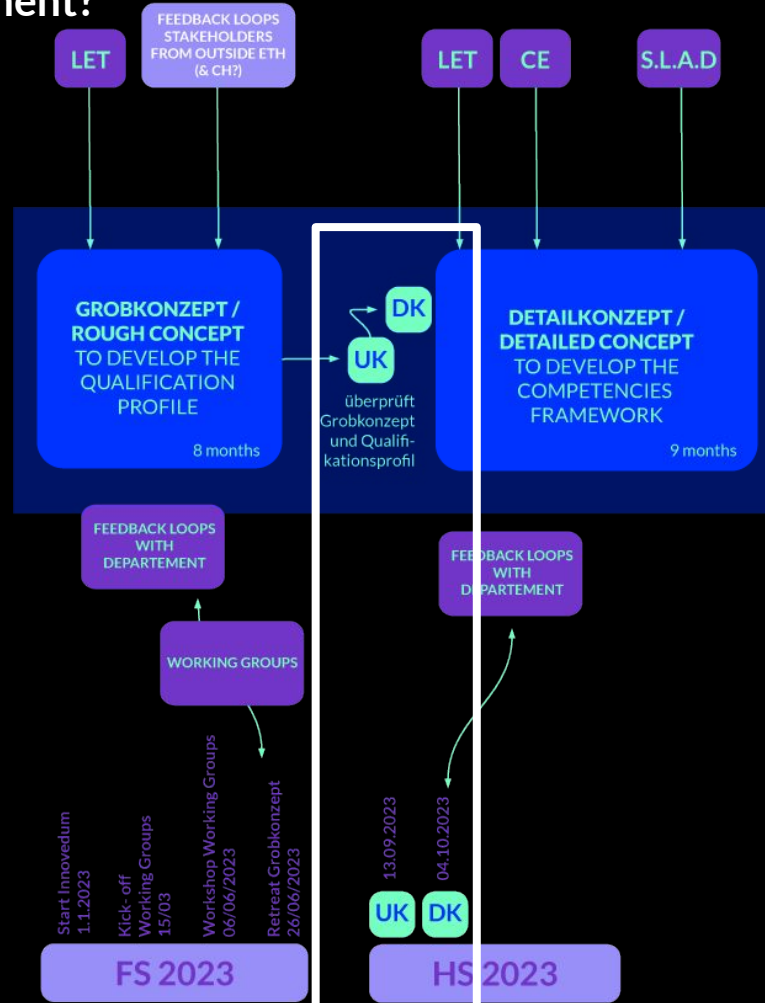 nent?
LET
FEEDBACK LOOPS
STAKEHOLDERS
FROM OUTSIDE ETH
(& CH?)
LET
CE
S.L.A.D
GROBKONZEPT /
ROUGH CONCEPT
TO DEVELOP THE
QUALIFICATION
PROFILE
8 months
DK
UK
überprüft
Grobkonzept
und Qualifi-
kationsprofil
DETAILKONZEPT /
DETAILED CONCEPT
TO DEVELOP THE
COMPETENCIES
FRAMEWORK
9 months
FEEDBACK LOOPS
WITH
DEPARTEMENT
FEEDBACK LOOPS
WITH
DEPARTEMENT
WORKING GROUPS
Start Innovedum
1.1.2023
Kick- off
Working Groups
15/03
Workshop Working Groups
06/06/2023
Retreat Grobkonzept
26/06/2023
13.09.2023
04.10.2023
UK
DK
FS 2023
HS 2023